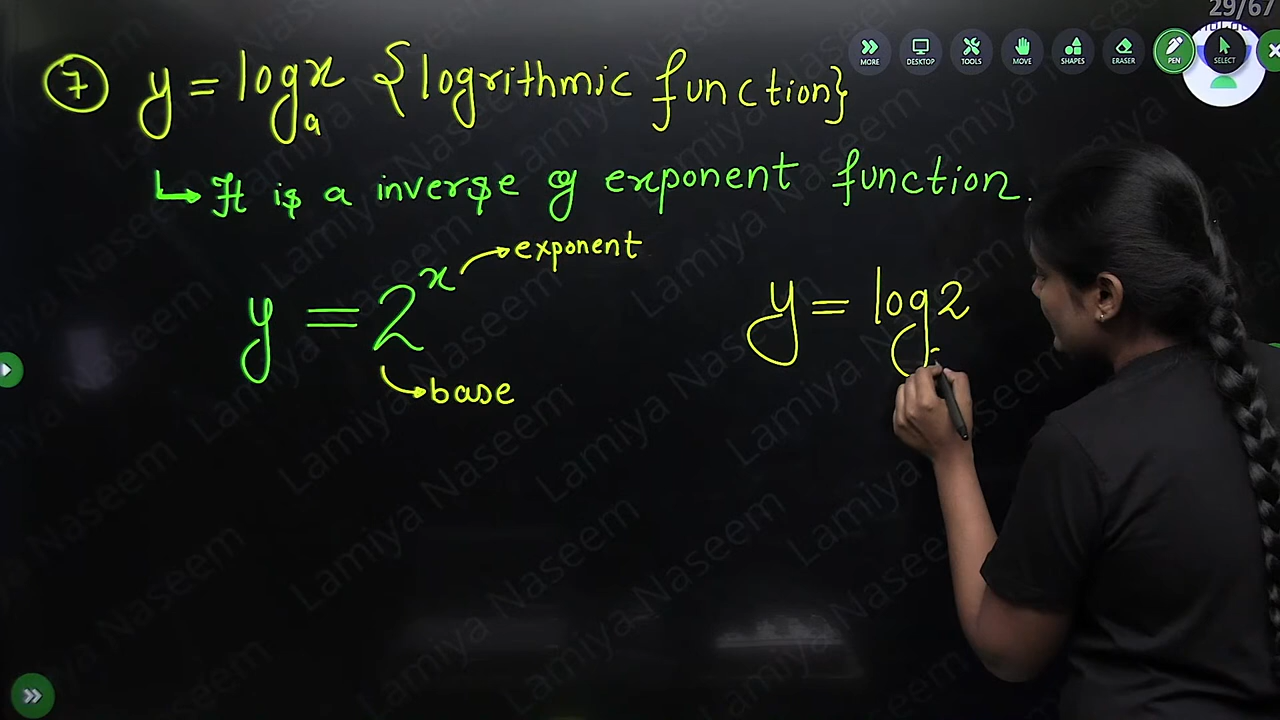 29/67
MORE DESKTOP TOOLS MOVE SHAPES ERASER PEN SELECT
7 y = logₐx {logrithmic function}
It is a inverse of exponent function.
y = 2ˣ
exponent
base
y = log2
Lamiya Naseem